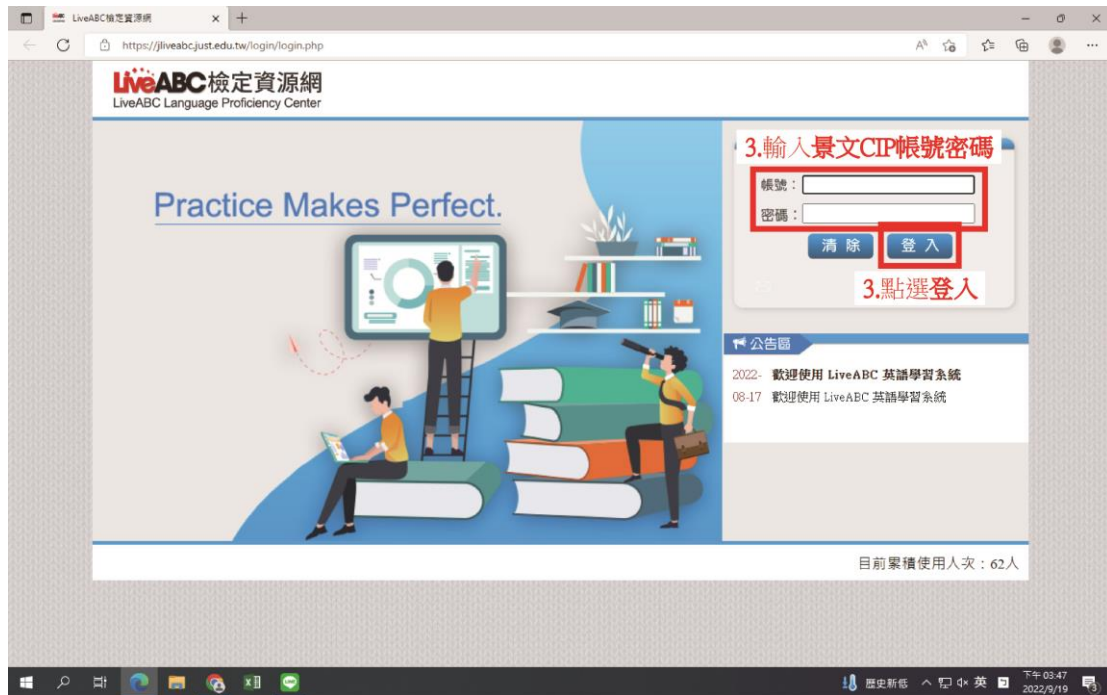 LiveABC檢定資源網
https://jliveabc.just.edu.tw/login/login.php
LiveABC檢定資源網
LiveABC Language Proficiency Center
Practice Makes Perfect.
3.輸入景文CIP帳號密碼
帳號：
密碼：
清 除
登 入
3.點選登入
公告區
2022-08-17
歡迎使用 LiveABC 英語學習系統
歡迎使用 LiveABC 英語學習系統
目前累積使用人次：62人
歷史新低
英
下午 03:47
2022/9/19